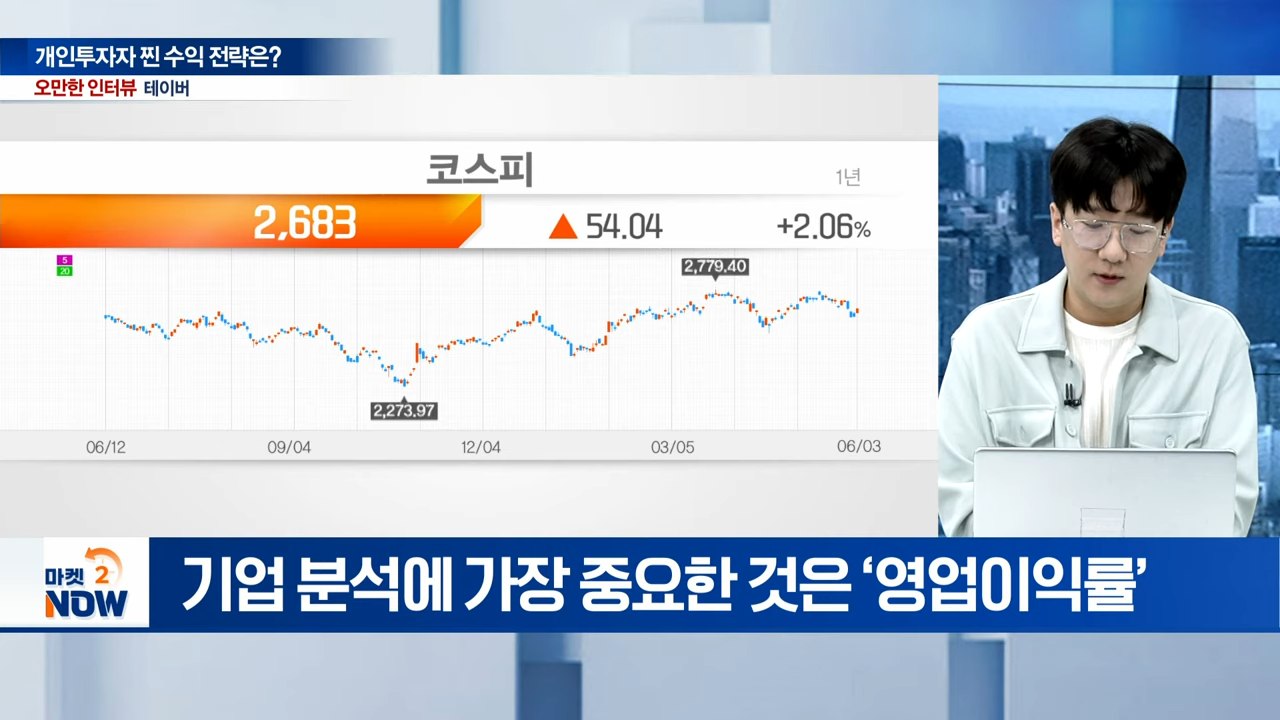 개인투자자 찐 수익 전략은?
오만한 인터뷰 테이버
코스피
1년
2,683 ▲ 54.04 +2.06%
5
20
2,779.40
2,273.97
06/12 09/04 12/04 03/05 06/03
마켓 2
NOW
기업 분석에 가장 중요한 것은 ‘영업이익률’